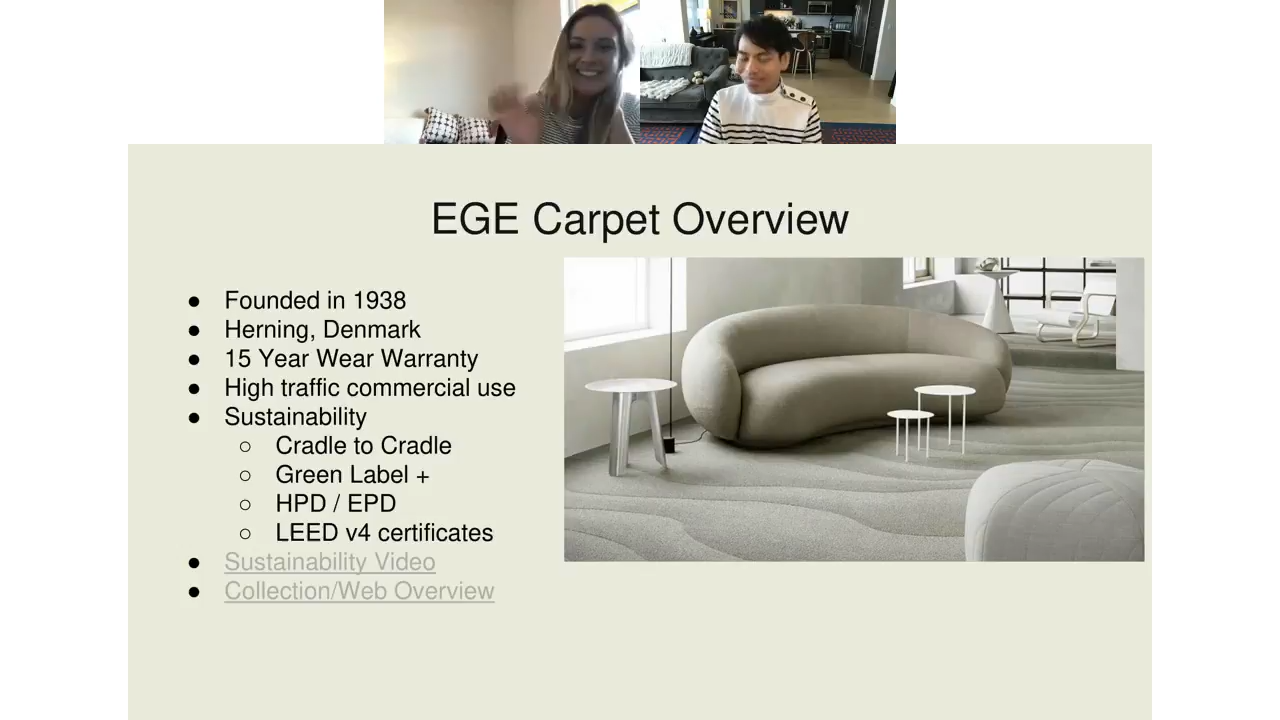 EGE Carpet Overview
● Founded in 1938
● Herning, Denmark
● 15 Year Wear Warranty
● High traffic commercial use
● Sustainability
○ Cradle to Cradle
○ Green Label +
○ HPD / EPD
○ LEED v4 certificates
● Sustainability Video
● Collection/Web Overview